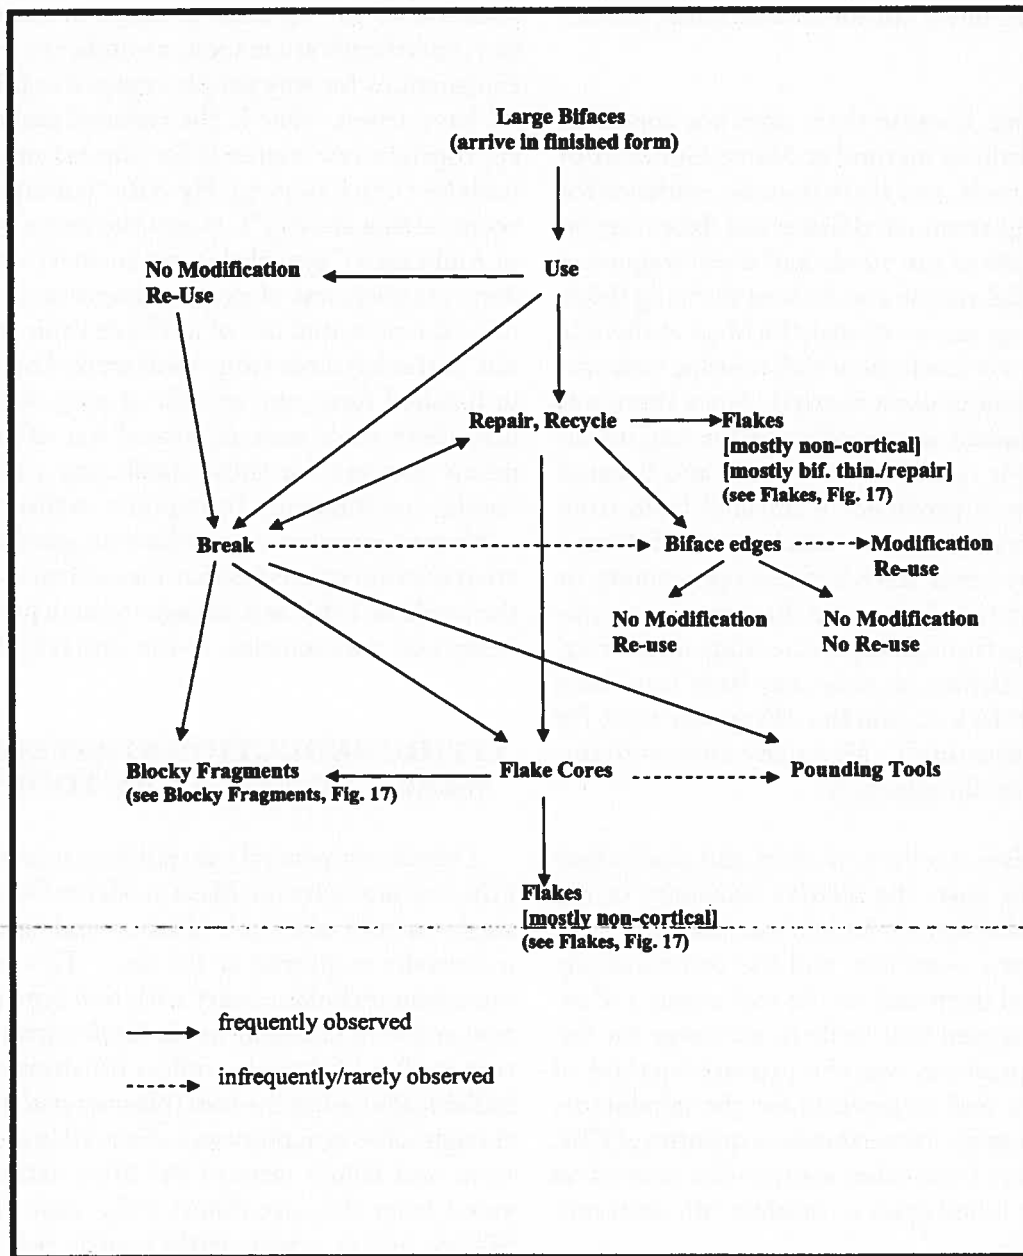 Large Bifaces
(arrive in finished form)
No Modification
Re-Use
Use
Repair, Recycle
Flakes
[mostly non-cortical]
[mostly bif. thin./repair]
(see Flakes, Fig. 17)
Break
Biface edges
Modification
Re-use
No Modification
Re-use
No Modification
No Re-use
Blocky Fragments
(see Blocky Fragments, Fig. 17)
Flake Cores
Pounding Tools
Flakes
[mostly non-cortical]
(see Flakes, Fig. 17)
frequently observed
infrequently/rarely observed